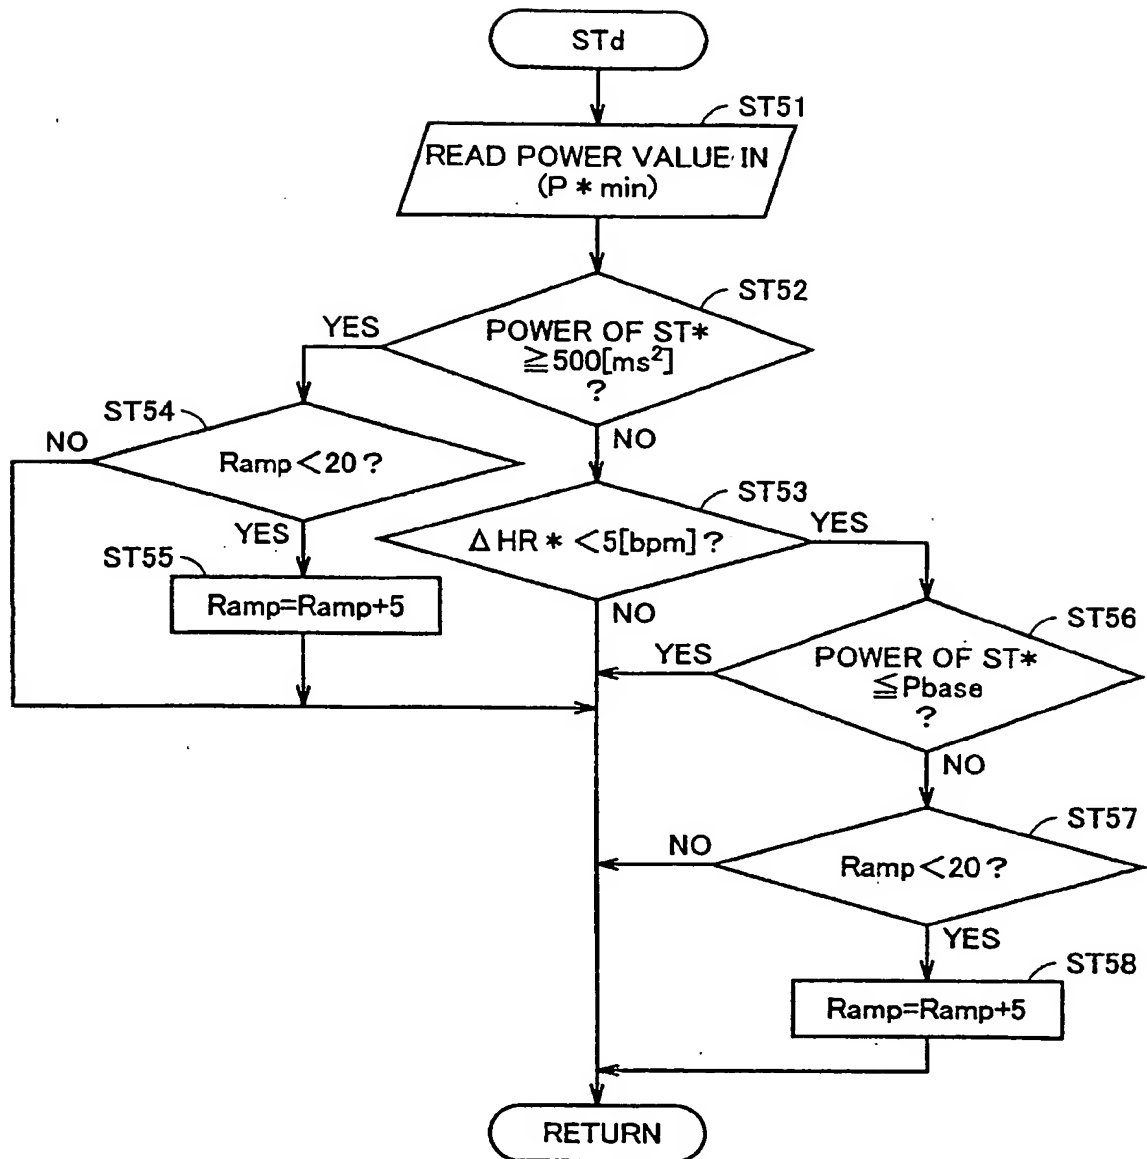 STd
ST51
READ POWER VALUE IN
(P * min)
ST52
YES
POWER OF ST*
≧500[ms²]
?
NO
ST54
NO
Ramp<20?
YES
ST53
ΔHR * <5[bpm]?
YES
NO
ST55
Ramp=Ramp+5
ST56
YES
POWER OF ST*
≦Pbase
?
NO
ST57
NO
Ramp<20?
YES
ST58
Ramp=Ramp+5
RETURN